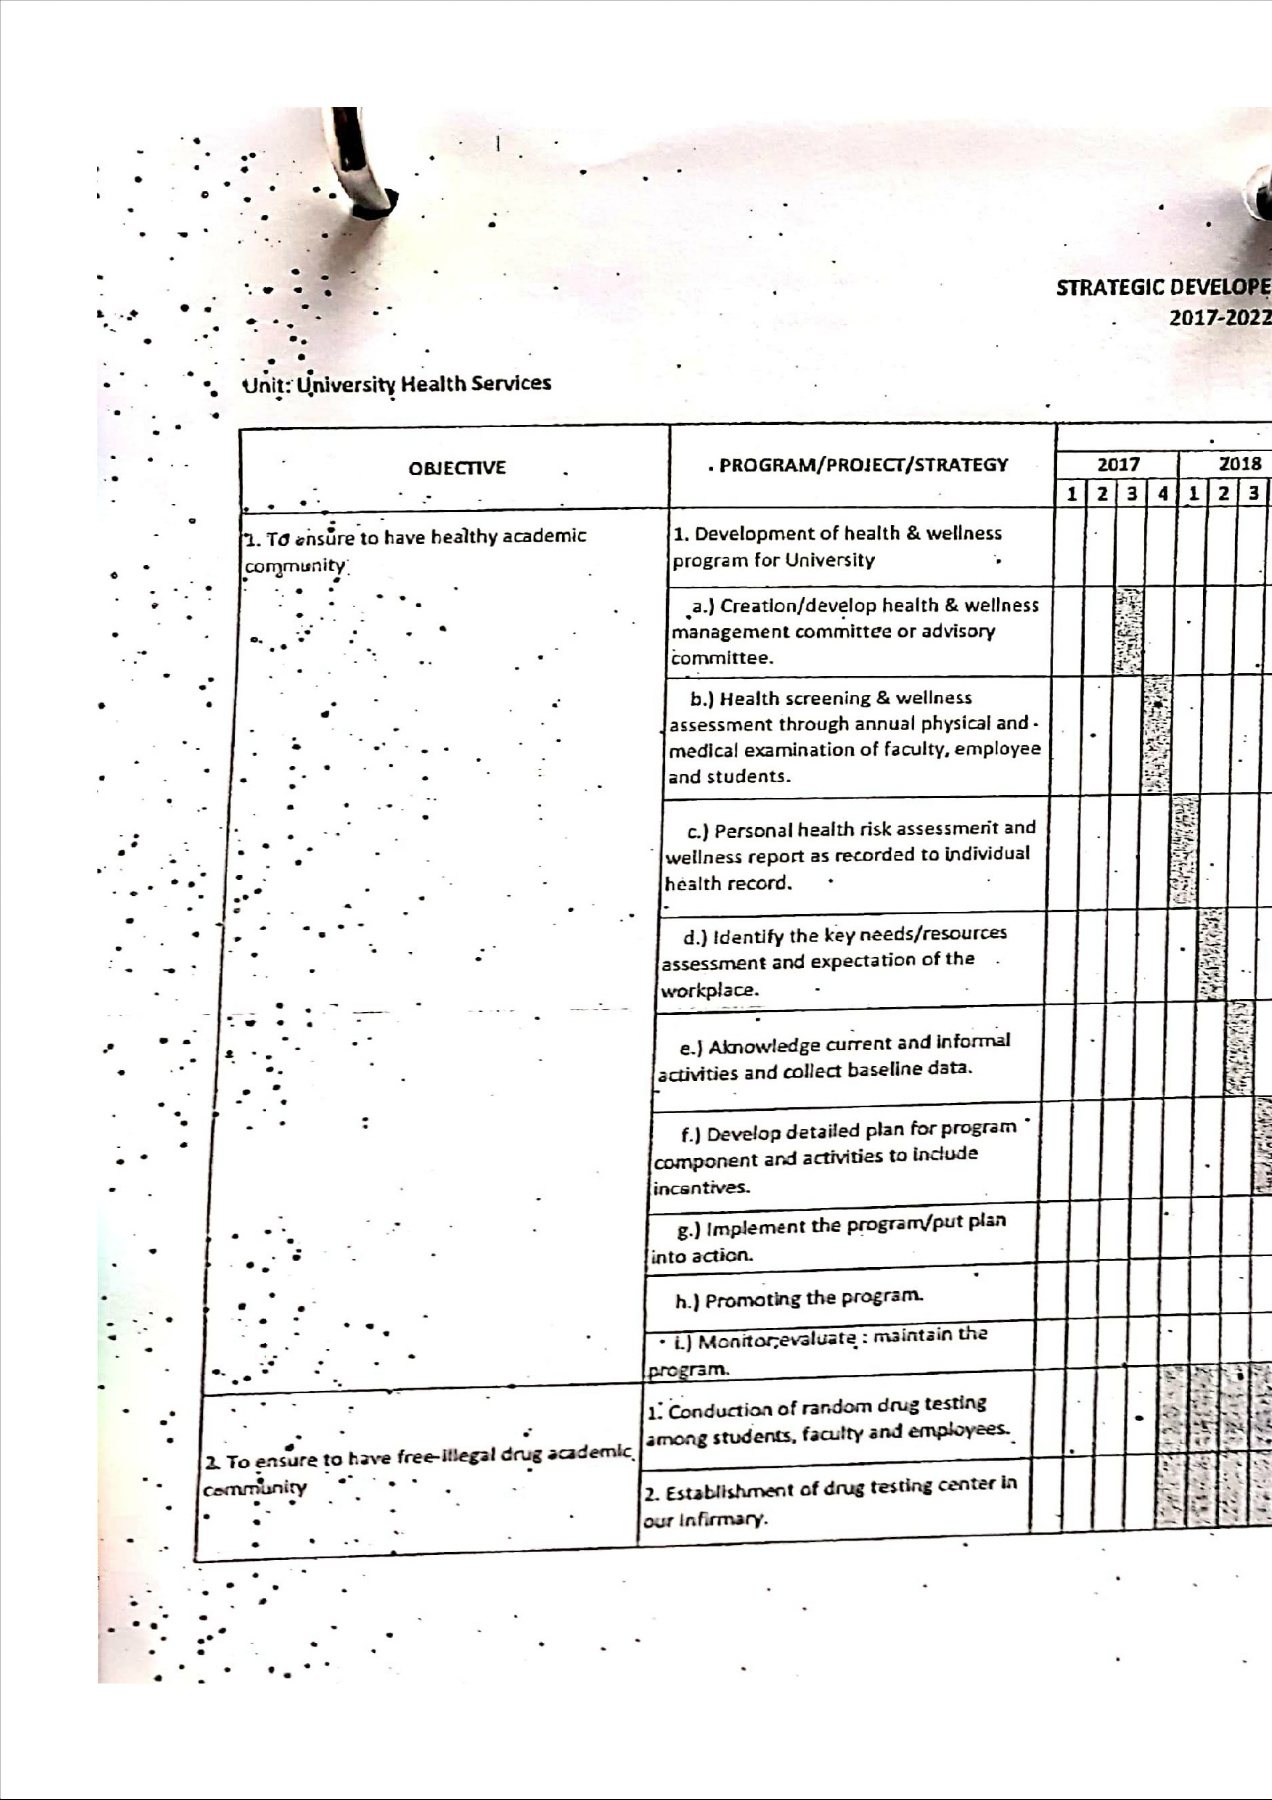 STRATEGIC DEVELOPE
2017-2022
Unit: University Health Services
OBJECTIVE
. PROGRAM/PROJECT/STRATEGY
2017
2018
1 2 3 4 1 2 3
1. To ensure to have healthy academic
community
1. Development of health & wellness
program for University
a.) Creation/develop health & wellness
management committee or advisory
committee.
b.) Health screening & wellness
assessment through annual physical and
medical examination of faculty, employee
and students.
c.) Personal health risk assessment and
wellness report as recorded to individual
health record.
d.) Identify the key needs/resources
assessment and expectation of the
workplace.
e.) Aknowledge current and informal
activities and collect baseline data.
f.) Develop detailed plan for program
component and activities to include
incentives.
g.) Implement the program/put plan
into action.
h.) Promoting the program.
i.) Monitor,evaluate : maintain the
program.
2. To ensure to have free-illegal drug academic
community
1. Conduction of random drug testing
among students, faculty and employees.
2. Establishment of drug testing center in
our Infirmary.